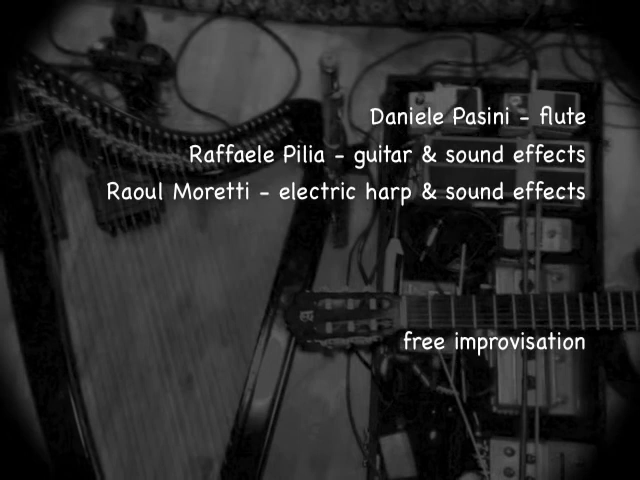 Daniele Pasini - flute
Raffaele Pilia - guitar & sound effects
Raoul Moretti - electric harp & sound effects
free improvisation